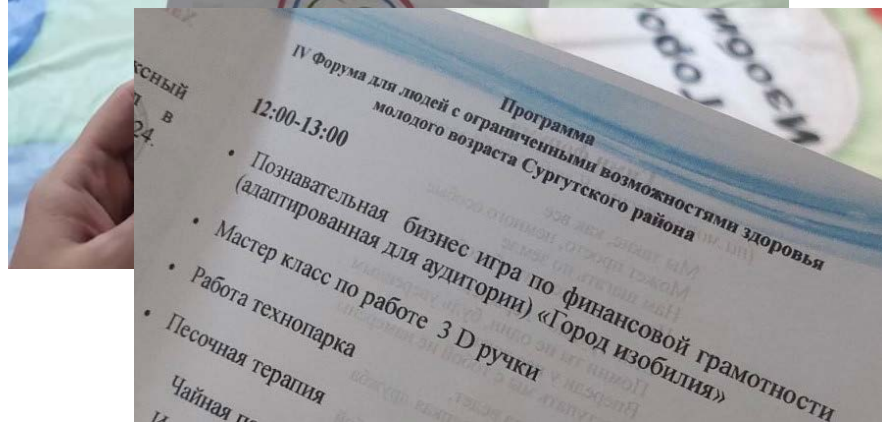 Программа
IV Форума для людей с ограниченными возможностями здоровья
молодого возраста Сургутского района
12:00-13:00
• Познавательная бизнес игра по финансовой грамотности
(адаптированная для аудитории) «Город изобилия»
• Мастер класс по работе 3 D ручки
• Работа технопарка
• Песочная терапия
Чайная